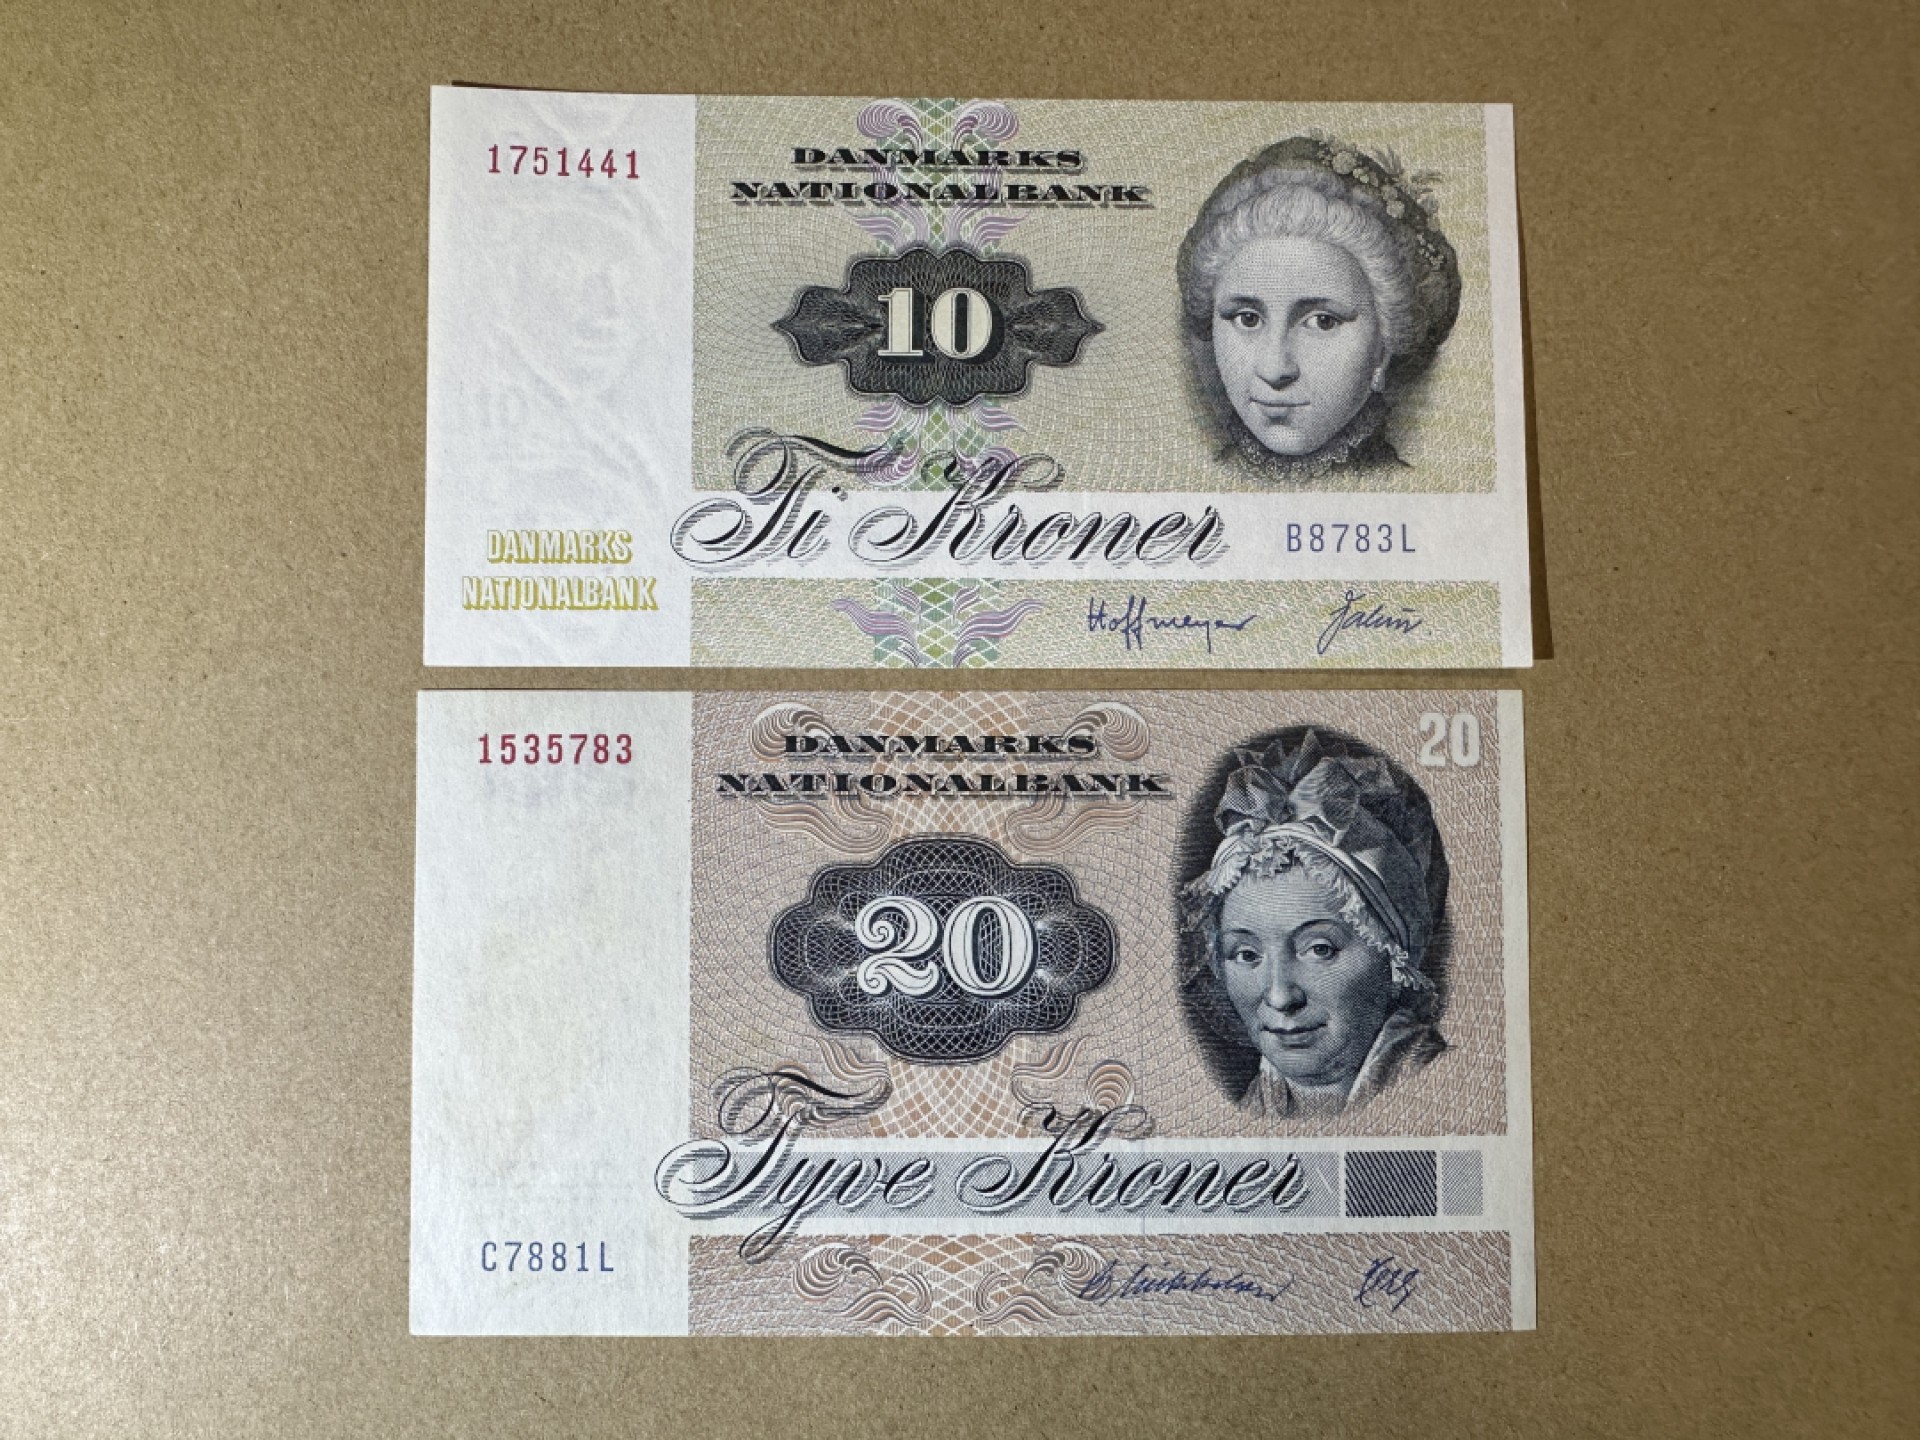 1751441
DANMARKS
NATIONALBANK
10
Ti Kroner
B8783L
DANMARKS
NATIONALBANK
Hoffmeyer
1535783
DANMARKS
NATIONALBANK
20
20
Tyve Kroner
C7881L